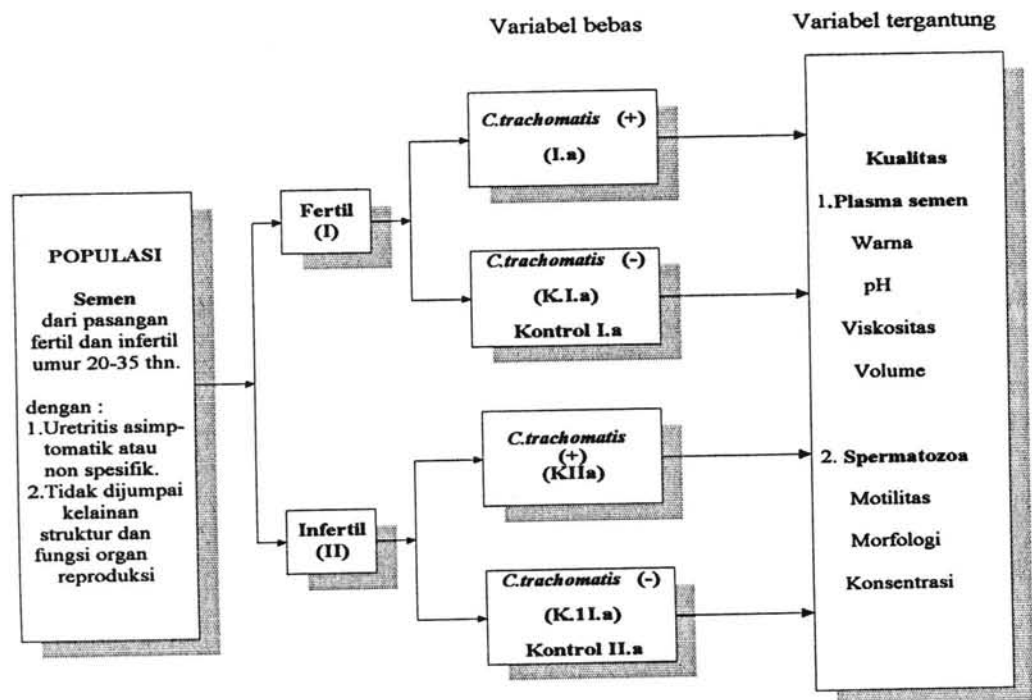 Variabel bebas
Variabel tergantung
POPULASI
Semen
dari pasangan
fertil dan infertil
umur 20-35 thn.
dengan :
1.Uretritis asimp-
tomatik atau
non spesifik.
2.Tidak dijumpai
kelainan
struktur dan
fungsi organ
reproduksi
Fertil
(I)
Infertil
(II)
C.trachomatis (+)
(I.a)
C.trachomatis (-)
(K.I.a)
Kontrol I.a
C.trachomatis
(+)
(KIIa)
C.trachomatis (-)
(K.1I.a)
Kontrol II.a
Kualitas
1.Plasma semen
Warna
pH
Viskositas
Volume
2. Spermatozoa
Motilitas
Morfologi
Konsentrasi